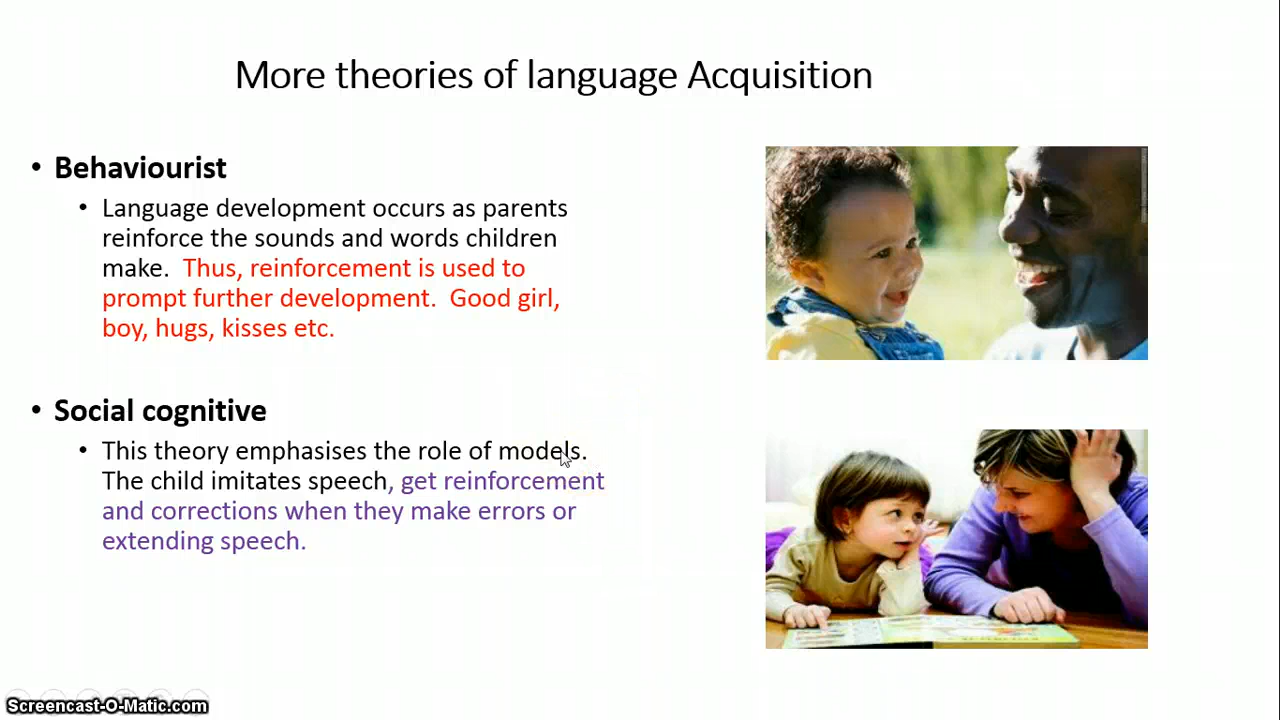 More theories of language Acquisition
• Behaviourist
• Language development occurs as parents
reinforce the sounds and words children
make. Thus, reinforcement is used to
prompt further development. Good girl,
boy, hugs, kisses etc.
• Social cognitive
• This theory emphasises the role of models.
The child imitates speech, get reinforcement
and corrections when they make errors or
extending speech.
Screencast-O-Matic.com